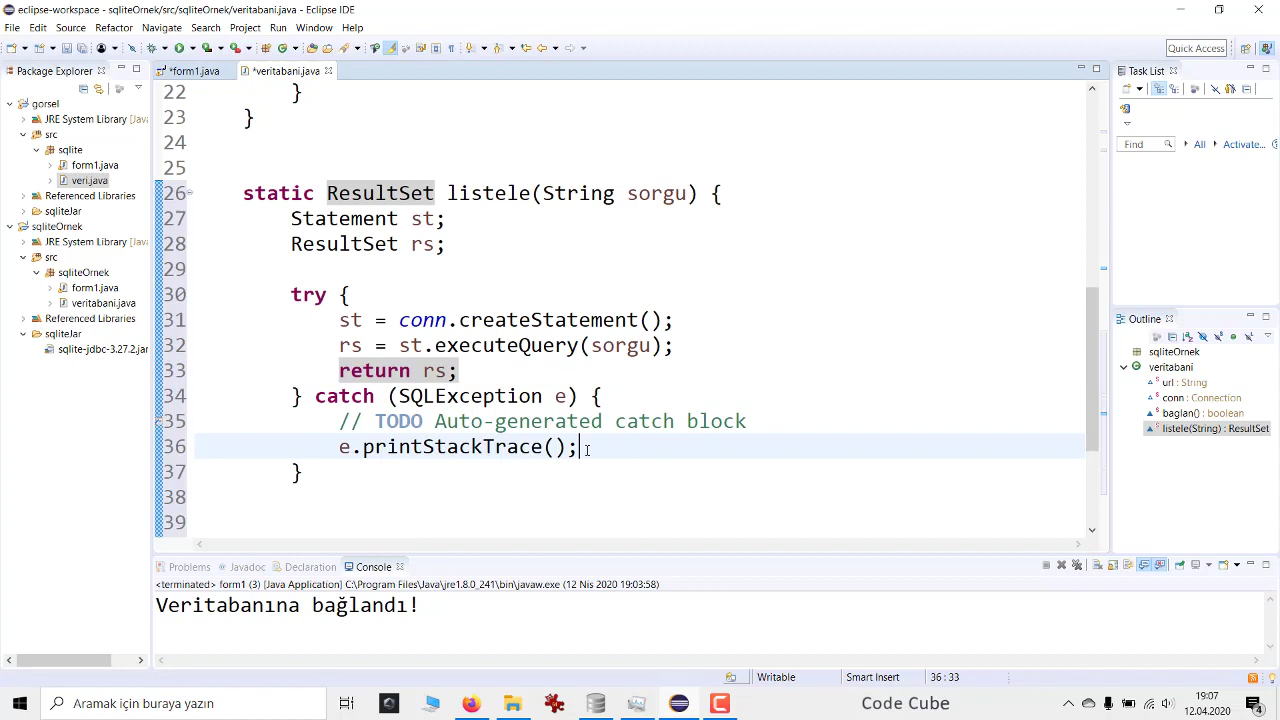 eclipse-workspace - sqliteOrnek/src/sqliteOrnek/veritabani.java - Eclipse IDE
File Edit Source Refactor Navigate Search Project Run Window Help
Quick Access
Package Explorer
*form1.java
*veritabani.java
Task List
gorsel
JRE System Library [Java
src
sqlite
form1.java
veri.java
Referenced Libraries
sqliteJar
sqliteOrnek
JRE System Library [Java
src
sqliteOrnek
form1.java
veritabani.java
Referenced Libraries
sqliteJar
sqlite-jdbc-3.27.2.jar
22 }
23 }
24
25
26 static ResultSet listele(String sorgu) {
27 Statement st;
28 ResultSet rs;
29
30 try {
31 st = conn.createStatement();
32 rs = st.executeQuery(sorgu);
33 return rs;
34 } catch (SQLException e) {
35 // TODO Auto-generated catch block
36 e.printStackTrace();
37 }
38
39
Find All Activate...
Outline
sqliteOrnek
veritabani
url : String
conn : Connection
baglan() : boolean
listele(String) : ResultSet
Problems Javadoc Declaration Console
<terminated> form1 (3) [Java Application] C:\Program Files\Java\jre1.8.0_241\bin\javaw.exe (12 Nis 2020 19:03:58)
Veritabanına bağlandı!
Writable Smart Insert 36 : 33
Aramak için buraya yazın
Code Cube
19:07
12.04.2020
4